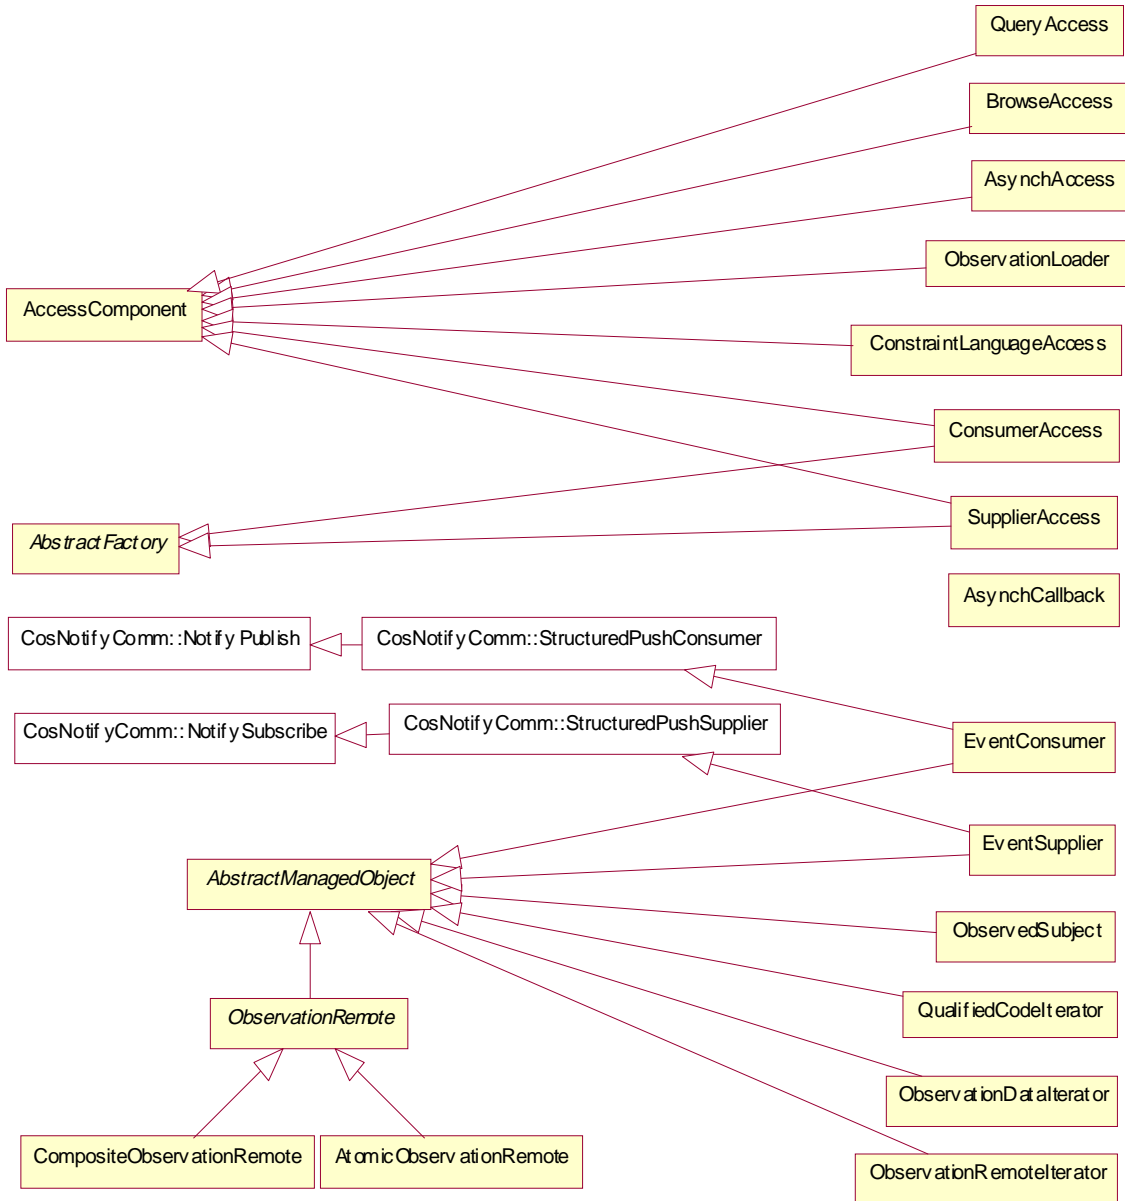 QueryAccess
BrowseAccess
AsynchAccess
ObservationLoader
AccessComponent
ConstraintLanguageAccess
ConsumerAccess
SupplierAccess
AbstractFactory
AsynchCallback
CosNotifyComm::NotifyPublish
CosNotifyComm::StructuredPushConsumer
CosNotifyComm::NotifySubscribe
CosNotifyComm::StructuredPushSupplier
EventConsumer
EventSupplier
AbstractManagedObject
ObservedSubject
QualifiedCodeIterator
ObservationRemote
ObservationDataIterator
CompositeObservationRemote
AtomicObservationRemote
ObservationRemoteIterator